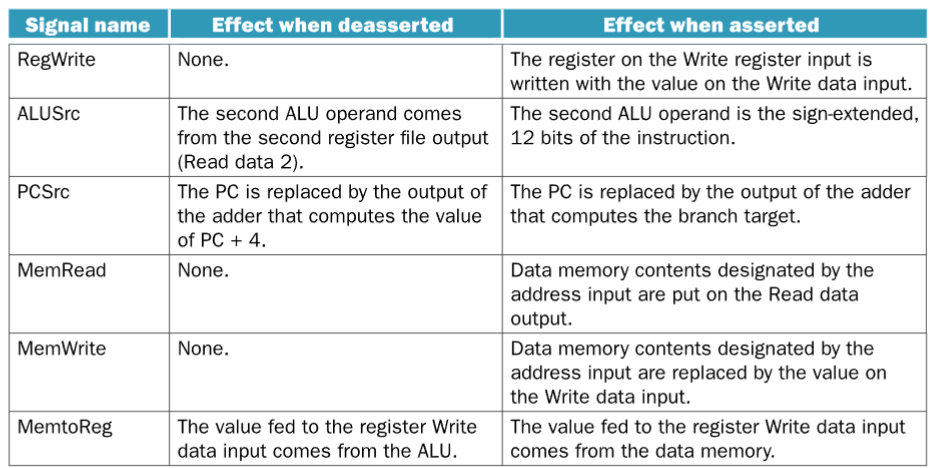 Signal name Effect when deasserted Effect when asserted
RegWrite None. The register on the Write register input is
written with the value on the Write data input.
ALUSrc The second ALU operand comes The second ALU operand is the sign-extended,
from the second register file output 12 bits of the instruction.
(Read data 2).
PCSrc The PC is replaced by the output of The PC is replaced by the output of the adder
the adder that computes the value that computes the branch target.
of PC + 4.
MemRead None. Data memory contents designated by the
address input are put on the Read data
output.
MemWrite None. Data memory contents designated by the
address input are replaced by the value on
the Write data input.
MemtoReg The value fed to the register Write The value fed to the register Write data input
data input comes from the ALU. comes from the data memory.